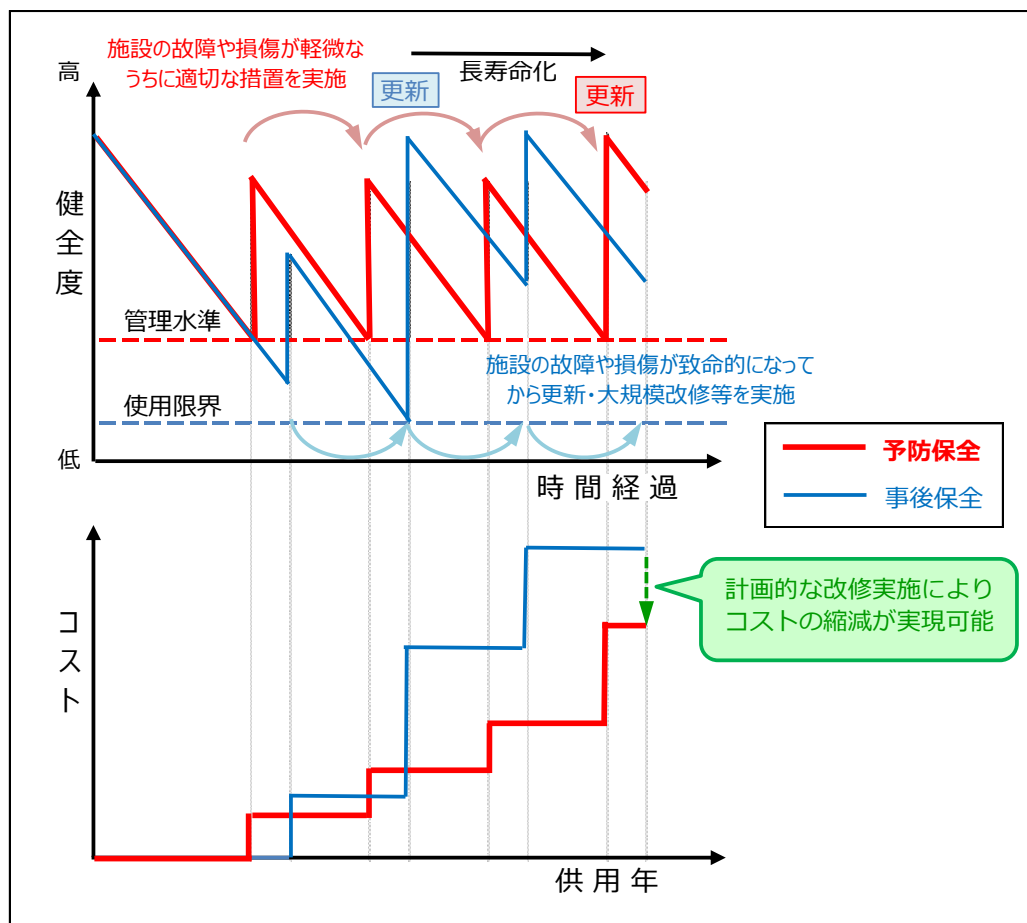 施設の故障や損傷が軽微な
うちに適切な措置を実施
長寿命化
更新
更新
高
健全度
管理水準
施設の故障や損傷が致命的になって
から更新・大規模改修等を実施
使用限界
低
時間経過
予防保全
事後保全
コスト
計画的な改修実施により
コストの縮減が実現可能
供用年